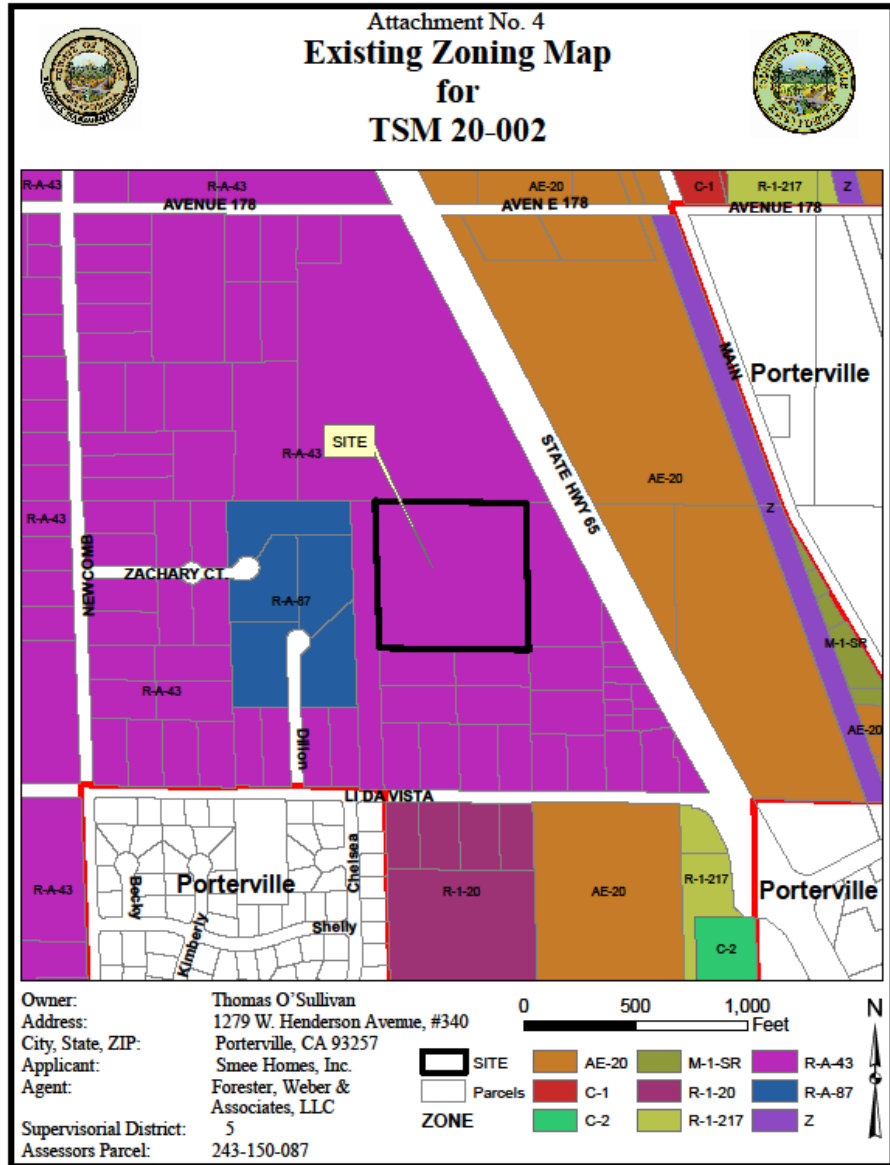 Attachment No. 4
Existing Zoning Map
for
TSM 20-002
R-A-43
R-A-43
AE-20
C-1
R-1-217
Z
AVENUE 178
AVEN E 178
AVENUE 178
MAIN
Porterville
SITE
R-A-43
STATE HWY 65
AE-20
Z
R-A-43
NEWCOMB
ZACHARY CT.
R-A-87
M-1-SR
R-A-43
AE-20
Dillon
LI DA VISTA
R-A-43
Becky
Porterville
Chelsea
Kimberly
Shelly
R-1-20
AE-20
R-1-217
Porterville
C-2
Owner: Thomas O’Sullivan
Address: 1279 W. Henderson Avenue, #340
City, State, ZIP: Porterville, CA 93257
Applicant: Smee Homes, Inc.
Agent: Forester, Weber &
Associates, LLC
Supervisorial District: 5
Assessors Parcel: 243-150-087
0 500 1,000
Feet
N
SITE
Parcels
ZONE
AE-20
C-1
C-2
M-1-SR
R-1-20
R-1-217
R-A-43
R-A-87
Z